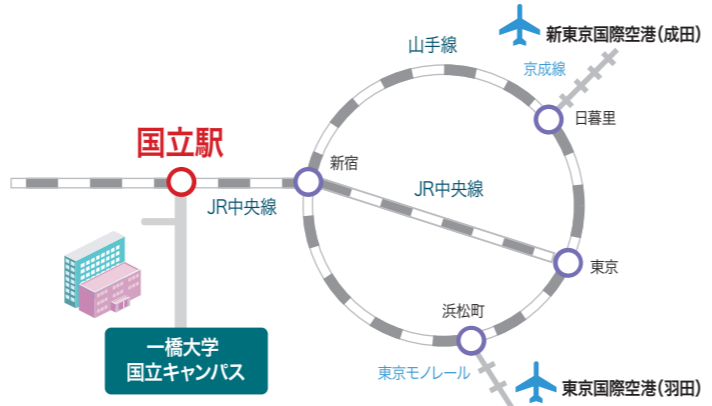 新東京国際空港(成田)
山手線
京成線
日暮里
国立駅
新宿
JR中央線
JR中央線
東京
浜松町
一橋大学
国立キャンパス
東京モノレール
東京国際空港(羽田)